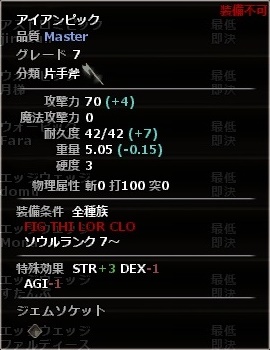 装備不可
アイアンピック
品質 Master
グレード 7
分類 片手斧
攻撃力 70 (+4)
魔法攻撃力 0
耐久度 42/42 (+7)
重量 5.05 (-0.15)
硬度 3
物理属性 斬0 打100 突0
装備条件 全種族
FIG THI LOR CLO
ソウルランク 7～
特殊効果 STR+3 DEX-1
AGI-1
ジェムソケット